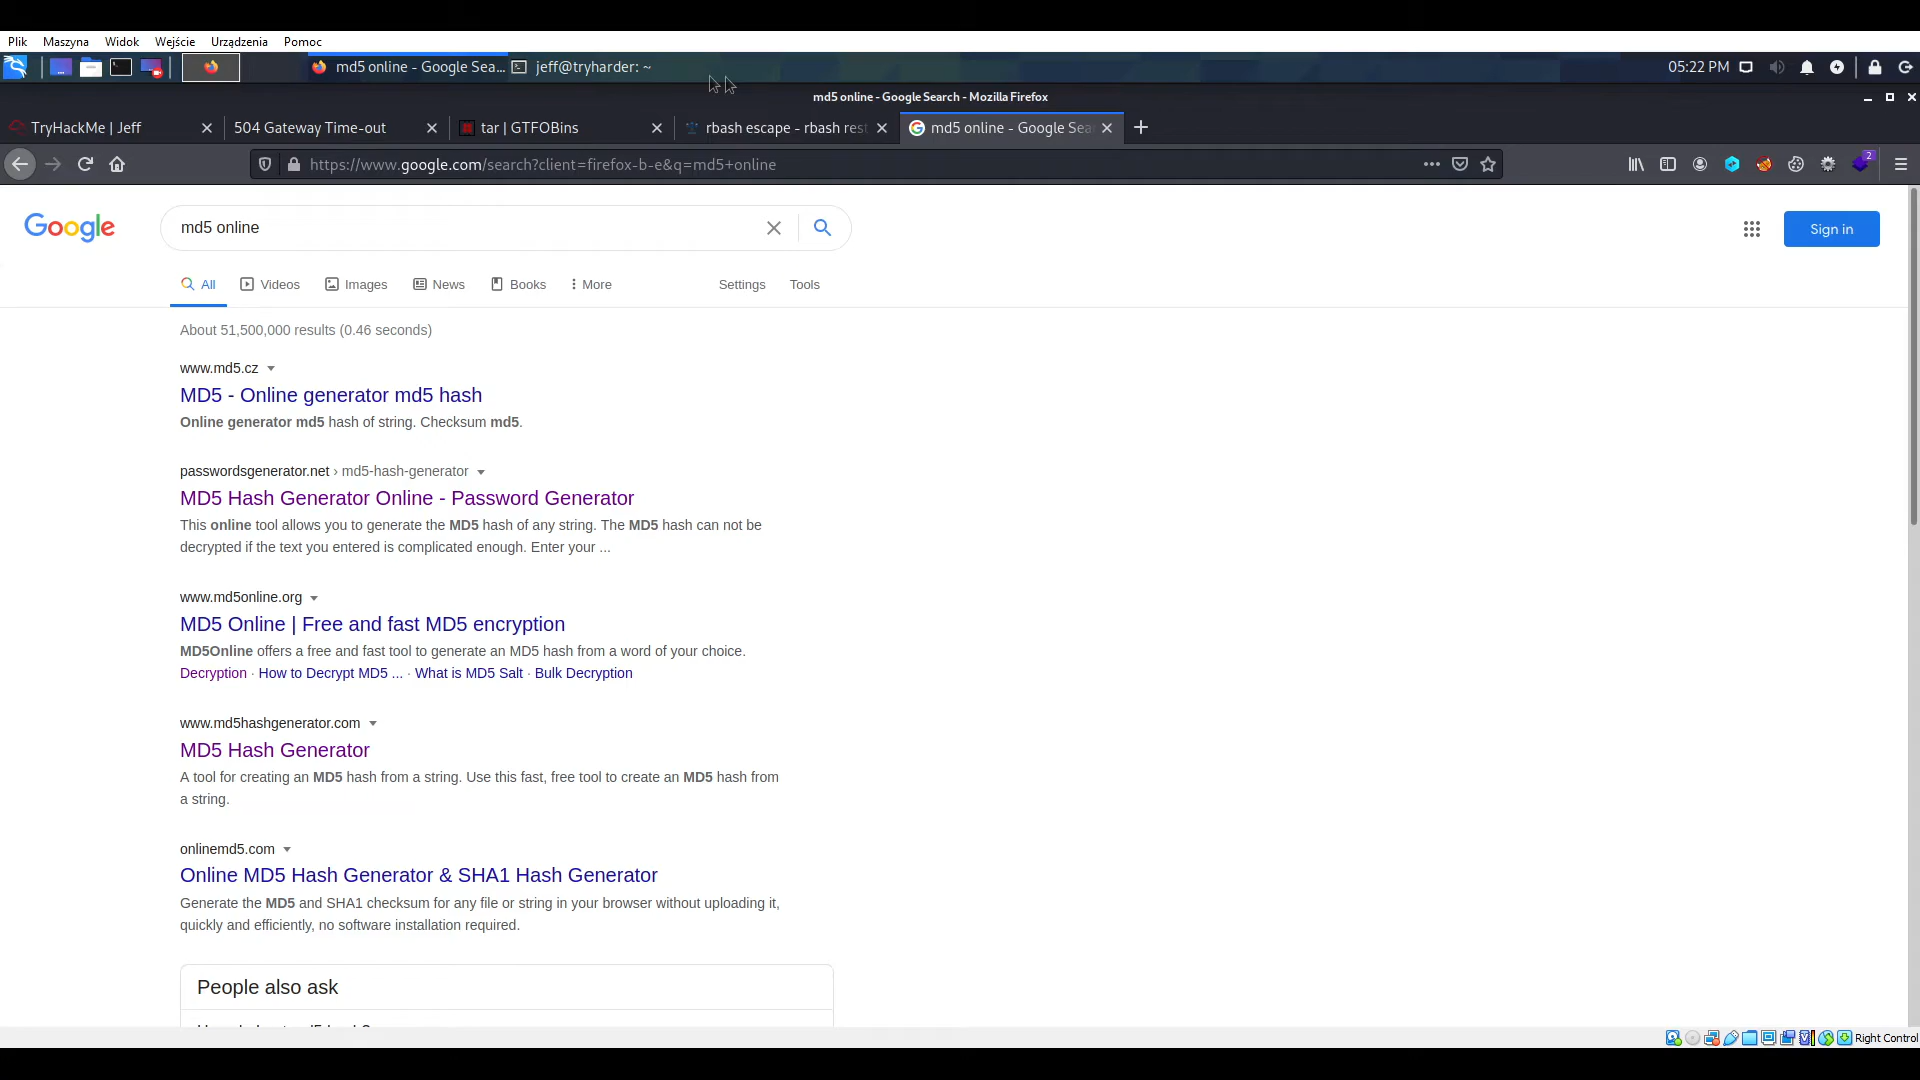 Plik Maszyna Widok Wejście Urządzenia Pomoc
md5 online - Google Sea... jeff@tryharder: ~ 05:22 PM
md5 online - Google Search - Mozilla Firefox
TryHackMe | Jeff 504 Gateway Time-out tar | GTFOBins rbash escape - rbash rest md5 online - Google Sea
https://www.google.com/search?client=firefox-b-e&q=md5+online 2
Google md5 online Sign in
All Videos Images News Books More Settings Tools
About 51,500,000 results (0.46 seconds)
www.md5.cz
MD5 - Online generator md5 hash
Online generator md5 hash of string. Checksum md5.
passwordsgenerator.net › md5-hash-generator
MD5 Hash Generator Online - Password Generator
This online tool allows you to generate the MD5 hash of any string. The MD5 hash can not be
decrypted if the text you entered is complicated enough. Enter your ...
www.md5online.org
MD5 Online | Free and fast MD5 encryption
MD5Online offers a free and fast tool to generate an MD5 hash from a word of your choice.
Decryption · How to Decrypt MD5 ... · What is MD5 Salt · Bulk Decryption
www.md5hashgenerator.com
MD5 Hash Generator
A tool for creating an MD5 hash from a string. Use this fast, free tool to create an MD5 hash from
a string.
onlinemd5.com
Online MD5 Hash Generator & SHA1 Hash Generator
Generate the MD5 and SHA1 checksum for any file or string in your browser without uploading it,
quickly and efficiently, no software installation required.
People also ask
Right Control